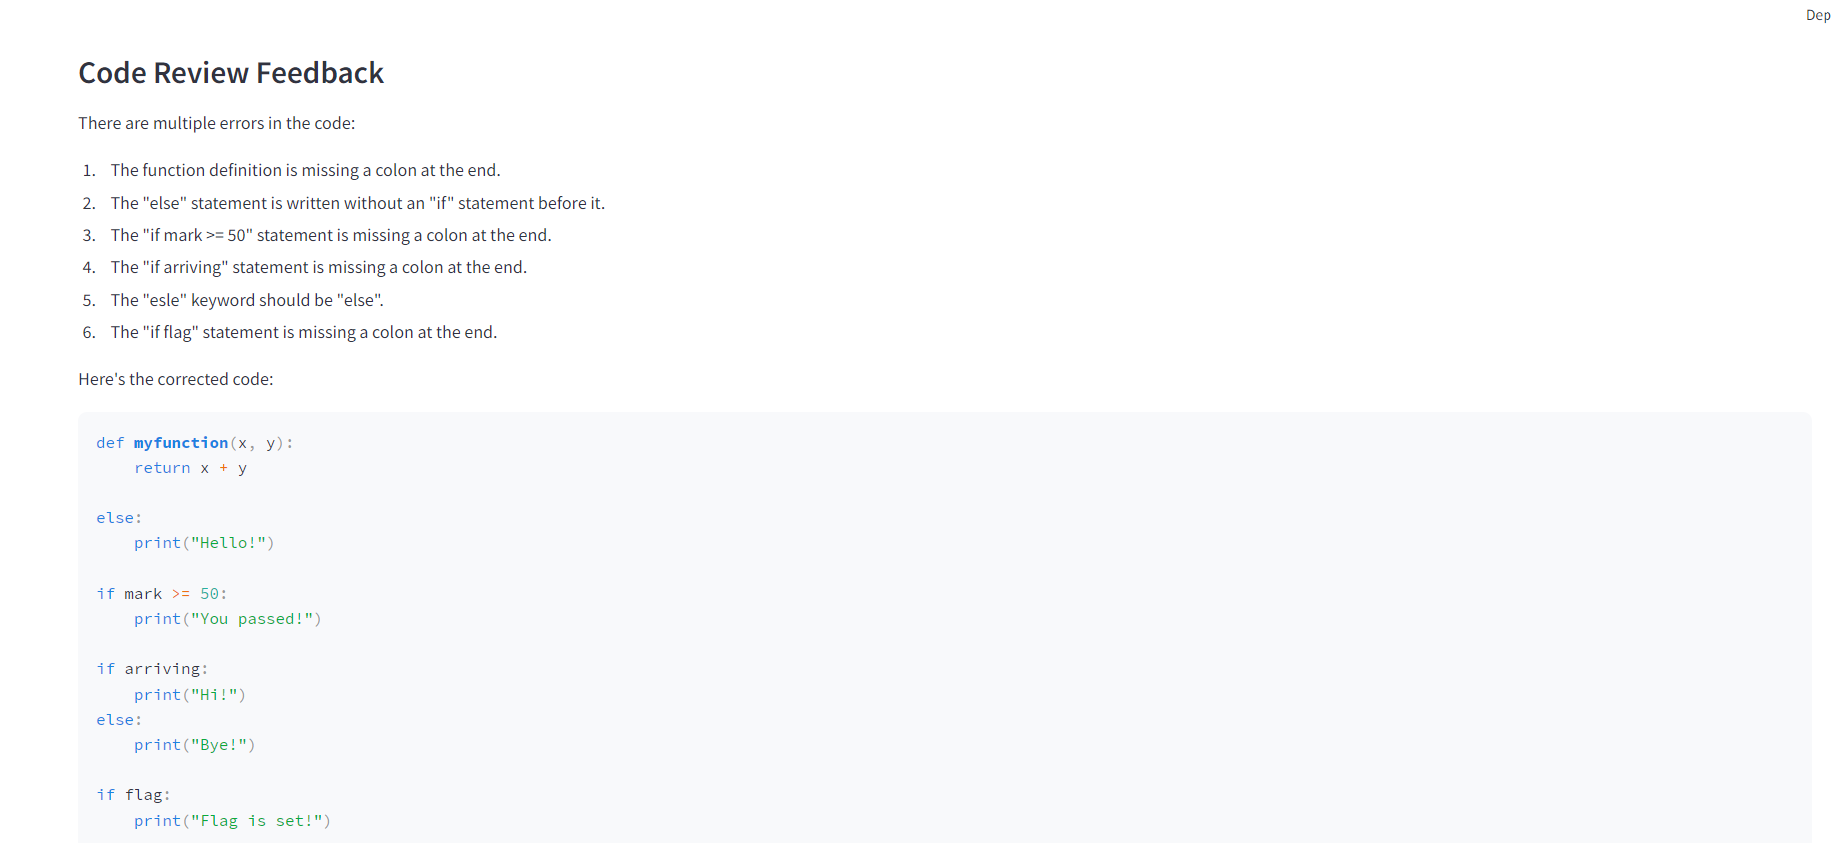 Dep
Code Review Feedback
There are multiple errors in the code:
1. The function definition is missing a colon at the end.
2. The "else" statement is written without an "if" statement before it.
3. The "if mark >= 50" statement is missing a colon at the end.
4. The "if arriving" statement is missing a colon at the end.
5. The "esle" keyword should be "else".
6. The "if flag" statement is missing a colon at the end.
Here's the corrected code:
def myfunction(x, y):
    return x + y
else:
    print("Hello!")
if mark >= 50:
    print("You passed!")
if arriving:
    print("Hi!")
else:
    print("Bye!")
if flag:
    print("Flag is set!")